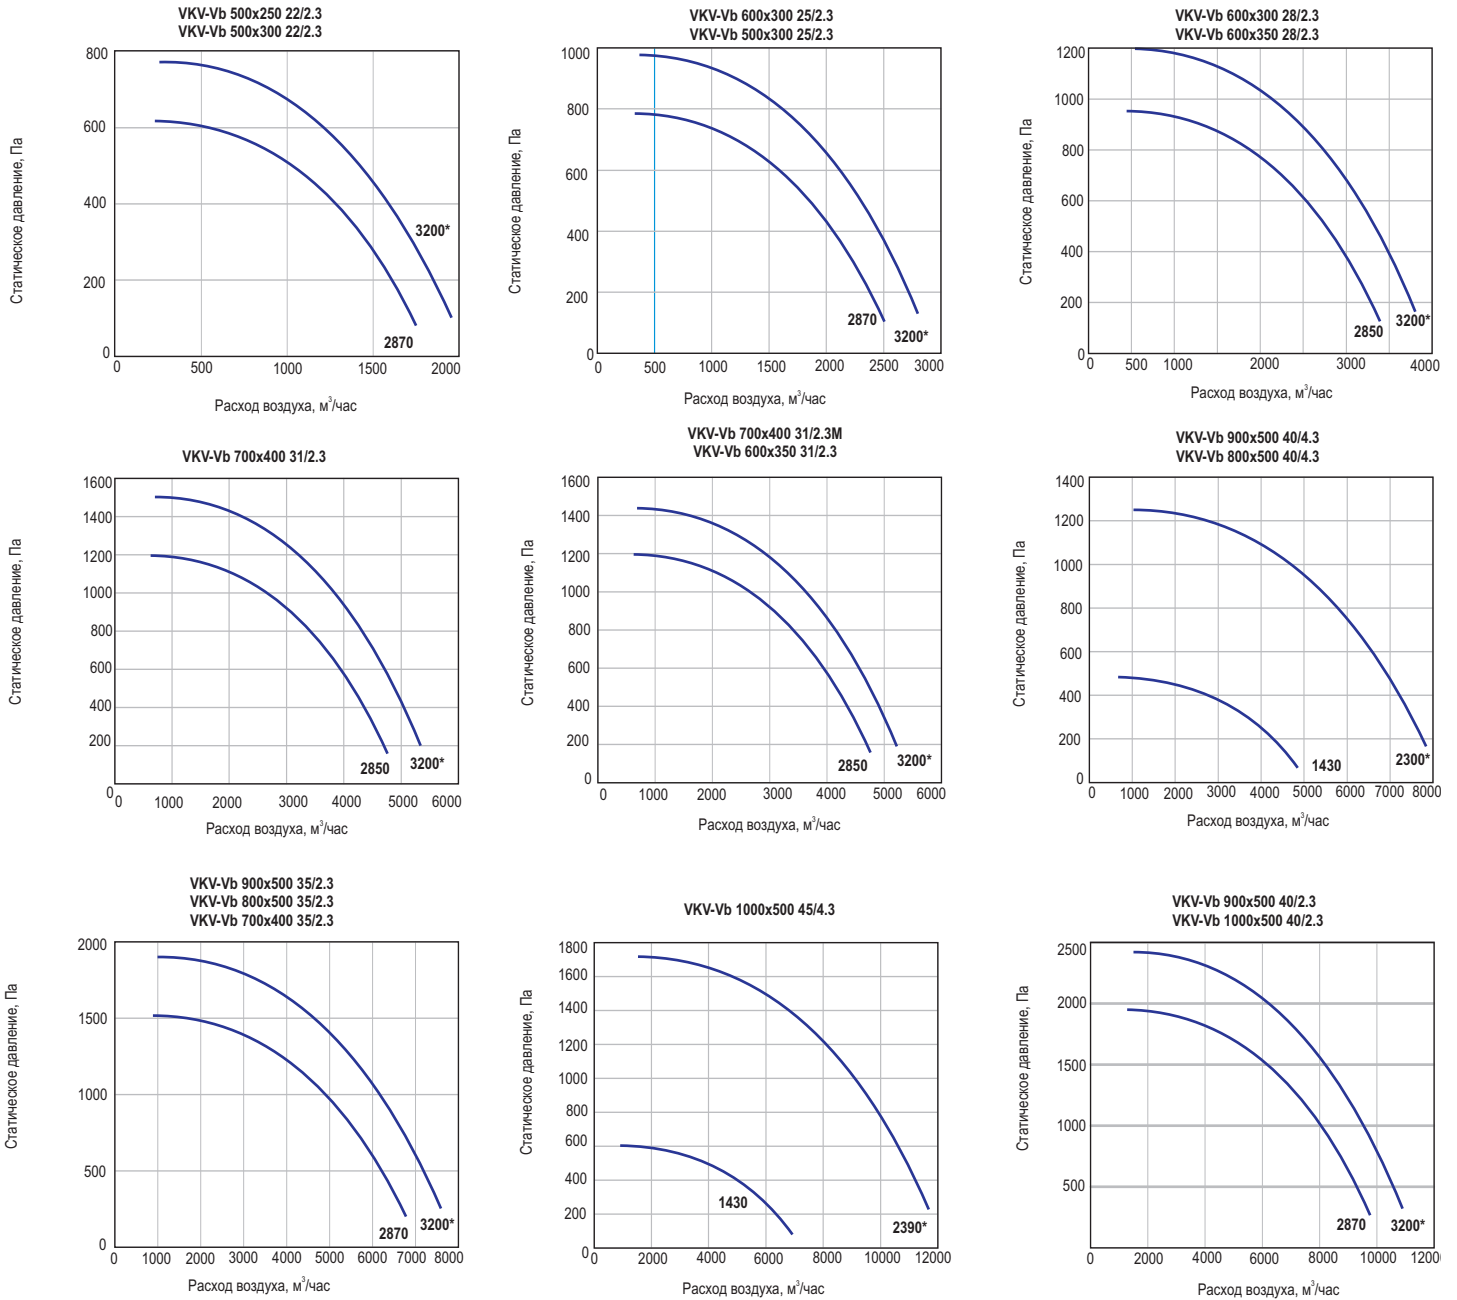 VKV-Vb 500x250 22/2.3
VKV-Vb 500x300 22/2.3
Статическое давление, Па
800
600
400
200
0
0 500 1000 1500 2000
3200*
2870
Расход воздуха, м³/час
VKV-Vb 600x300 25/2.3
VKV-Vb 500x300 25/2.3
Статическое давление, Па
1000
800
600
400
200
0
0 500 1000 1500 2000 2500 3000
2870
3200*
Расход воздуха, м³/час
VKV-Vb 600x300 28/2.3
VKV-Vb 600x350 28/2.3
Статическое давление, Па
1200
1000
800
600
400
200
0
0 500 1000 2000 3000 4000
2850
3200*
Расход воздуха, м³/час
VKV-Vb 700x400 31/2.3
Статическое давление, Па
1600
1400
1200
1000
800
600
400
200
0
0 1000 2000 3000 4000 5000 6000
2850
3200*
Расход воздуха, м³/час
VKV-Vb 700x400 31/2.3M
VKV-Vb 600x350 31/2.3
Статическое давление, Па
1600
1400
1200
1000
800
600
400
200
0
0 1000 2000 3000 4000 5000 6000
2850
3200*
Расход воздуха, м³/час
VKV-Vb 900x500 40/4.3
VKV-Vb 800x500 40/4.3
Статическое давление, Па
1400
1200
1000
800
600
400
200
0
0 1000 2000 3000 4000 5000 6000 7000 8000
1430
2300*
Расход воздуха, м³/час
VKV-Vb 900x500 35/2.3
VKV-Vb 800x500 35/2.3
VKV-Vb 700x400 35/2.3
Статическое давление, Па
2000
1500
1000
500
0
0 1000 2000 3000 4000 5000 6000 7000 8000
2870
3200*
Расход воздуха, м³/час
VKV-Vb 1000x500 45/4.3
Статическое давление, Па
1800
1600
1400
1200
1000
800
600
400
200
0
0 2000 4000 6000 8000 10000 12000
1430
2390*
Расход воздуха, м³/час
VKV-Vb 900x500 40/2.3
VKV-Vb 1000x500 40/2.3
Статическое давление, Па
2500
2000
1500
1000
500
0 2000 4000 6000 8000 10000 1200
2870
3200*
Расход воздуха, м³/час